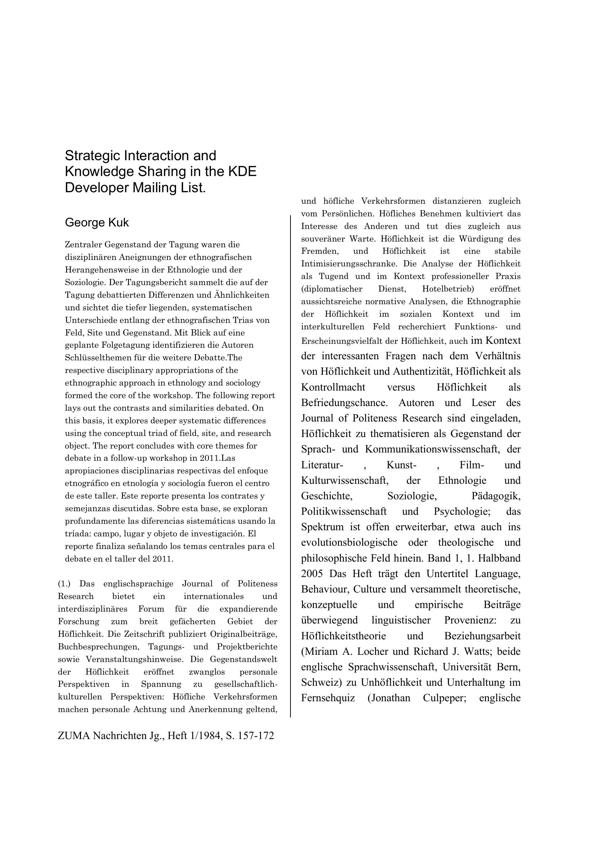 Strategic Interaction and
Knowledge Sharing in the KDE
Developer Mailing List.
George Kuk
Zentraler Gegenstand der Tagung waren die
disziplinären Aneignungen der ethnografischen
Herangehensweise in der Ethnologie und der
Soziologie. Der Tagungsbericht sammelt die auf der
Tagung debattierten Differenzen und Ähnlichkeiten
und sichtet die tiefer liegenden, systematischen
Unterschiede entlang der ethnografischen Trias von
Feld, Site und Gegenstand. Mit Blick auf eine
geplante Folgetagung identifizieren die Autoren
Schlüsselthemen für die weitere Debatte.The
respective disciplinary appropriations of the
ethnographic approach in ethnology and sociology
formed the core of the workshop. The following report
lays out the contrasts and similarities debated. On
this basis, it explores deeper systematic differences
using the conceptual triad of field, site, and research
object. The report concludes with core themes for
debate in a follow-up workshop in 2011.Las
apropiaciones disciplinarias respectivas del enfoque
etnográfico en etnología y sociología fueron el centro
de este taller. Este reporte presenta los contrates y
semejanzas discutidas. Sobre esta base, se exploran
profundamente las diferencias sistemáticas usando la
tríada: campo, lugar y objeto de investigación. El
reporte finaliza señalando los temas centrales para el
debate en el taller del 2011.
(1.) Das englischsprachige Journal of Politeness
Research bietet ein internationales und
interdisziplinäres Forum für die expandierende
Forschung zum breit gefächerten Gebiet der
Höflichkeit. Die Zeitschrift publiziert Originalbeiträge,
Buchbesprechungen, Tagungs- und Projektberichte
sowie Veranstaltungshinweise. Die Gegenstandswelt
der Höflichkeit eröffnet zwanglos personale
Perspektiven in Spannung zu gesellschaftlich-
kulturellen Perspektiven: Höfliche Verkehrsformen
machen personale Achtung und Anerkennung geltend,
und höfliche Verkehrsformen distanzieren zugleich
vom Persönlichen. Höfliches Benehmen kultiviert das
Interesse des Anderen und tut dies zugleich aus
souveräner Warte. Höflichkeit ist die Würdigung des
Fremden, und Höflichkeit ist eine stabile
Intimisierungsschranke. Die Analyse der Höflichkeit
als Tugend und im Kontext professioneller Praxis
(diplomatischer Dienst, Hotelbetrieb) eröffnet
aussichtsreiche normative Analysen, die Ethnographie
der Höflichkeit im sozialen Kontext und im
interkulturellen Feld recherchiert Funktions- und
Erscheinungsvielfalt der Höflichkeit, auch im Kontext
der interessanten Fragen nach dem Verhältnis
von Höflichkeit und Authentizität, Höflichkeit als
Kontrollmacht versus Höflichkeit als
Befriedungschance. Autoren und Leser des
Journal of Politeness Research sind eingeladen,
Höflichkeit zu thematisieren als Gegenstand der
Sprach- und Kommunikationswissenschaft, der
Literatur- , Kunst- , Film- und
Kulturwissenschaft, der Ethnologie und
Geschichte, Soziologie, Pädagogik,
Politikwissenschaft und Psychologie; das
Spektrum ist offen erweiterbar, etwa auch ins
evolutionsbiologische oder theologische und
philosophische Feld hinein. Band 1, 1. Halbband
2005 Das Heft trägt den Untertitel Language,
Behaviour, Culture und versammelt theoretische,
konzeptuelle und empirische Beiträge
überwiegend linguistischer Provenienz: zu
Höflichkeitstheorie und Beziehungsarbeit
(Miriam A. Locher und Richard J. Watts; beide
englische Sprachwissenschaft, Universität Bern,
Schweiz) zu Unhöflichkeit und Unterhaltung im
Fernsehquiz (Jonathan Culpeper; englische
ZUMA Nachrichten Jg., Heft 1/1984, S. 157-172